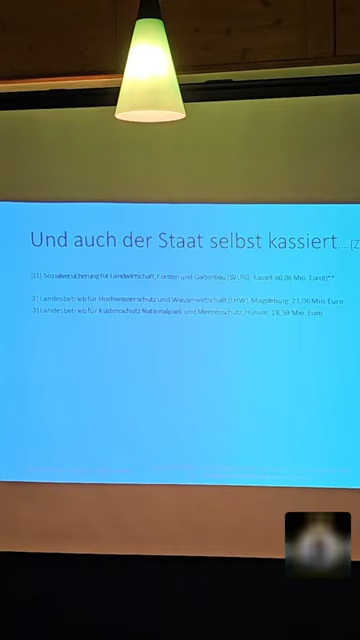 Und auch der Staat selbst kassiert....(Z
[(1) Sozialversicherung für Landwirtschaft, Forsten und Gartenbau (SVLFG), Kassel: 60,06 Mio. Euro)]**
2) Landesbetrieb für Hochwasserschutz und Wasserwirtschaft (LHW), Magdeburg: 21,06 Mio. Euro
3) Landesbetrieb für Küstenschutz Nationalpark und Meeresschutz, Husum: 18,59 Mio. Euro